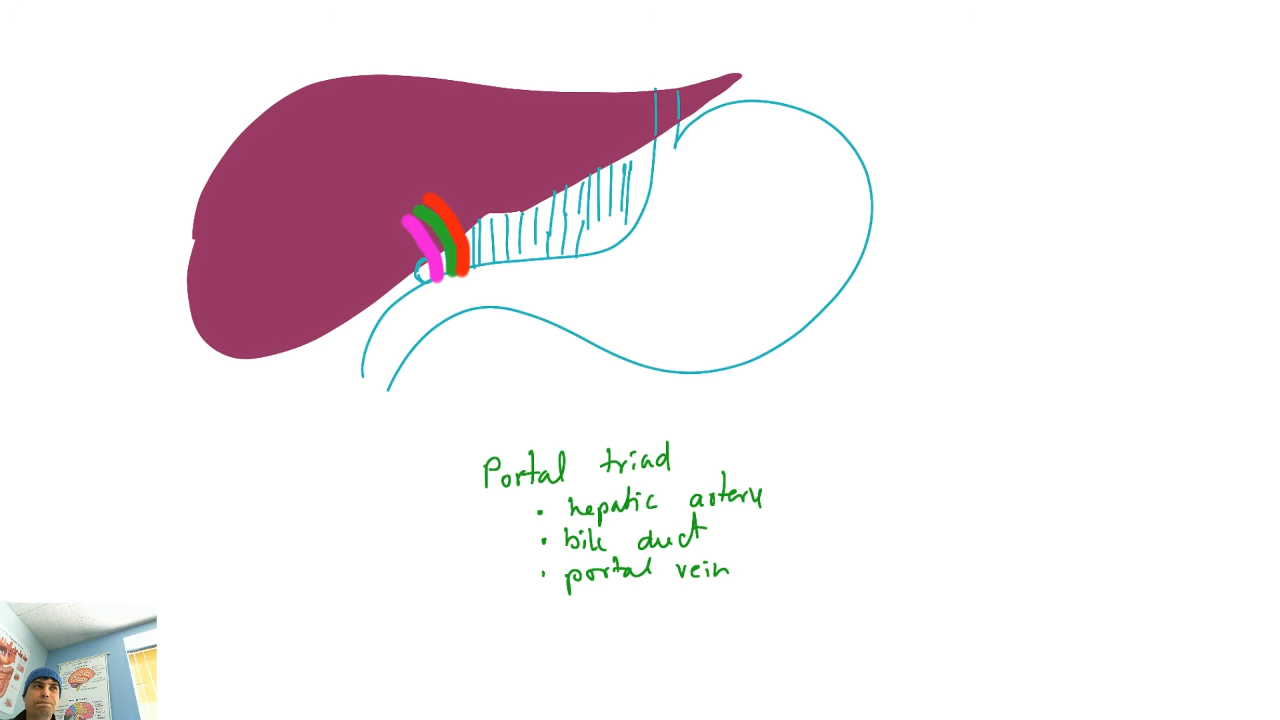 Portal triad
• hepatic artery
• bile duct
• portal vein